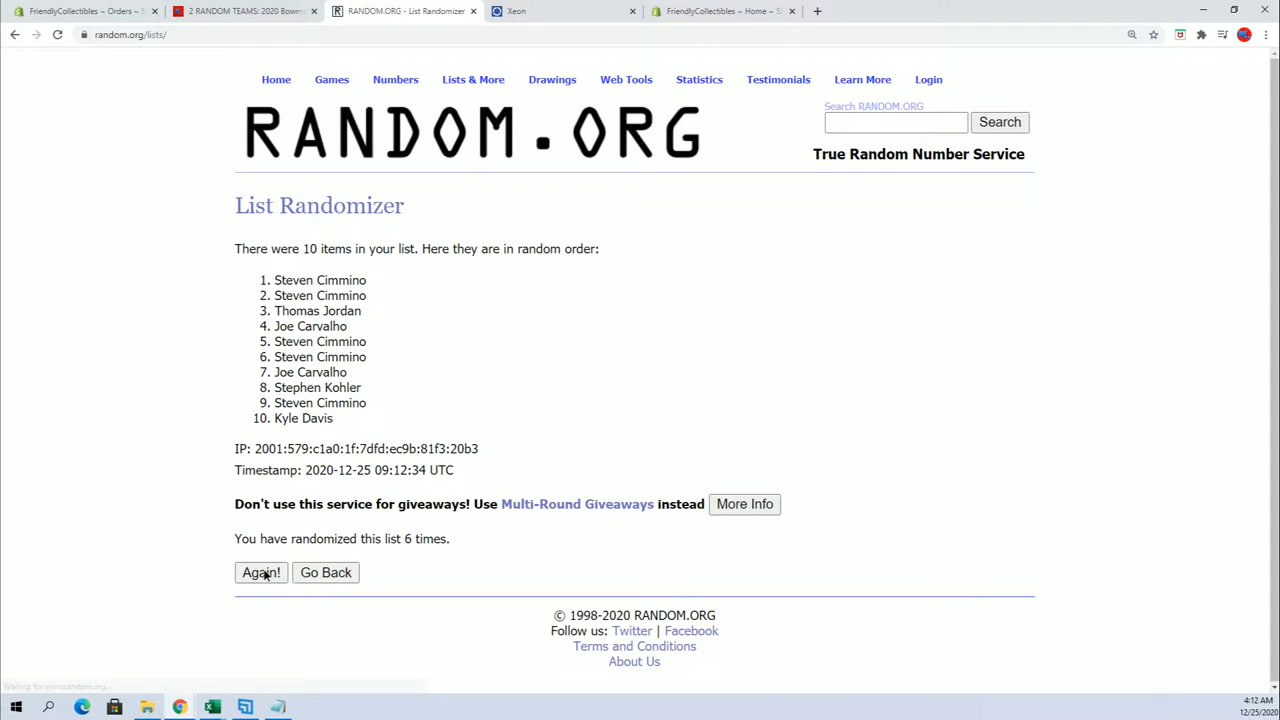 FriendlyCollectibles ~ Orders ~ S
2 RANDOM TEAMS: 2020 Bowma
RANDOM.ORG - List Randomizer
Xeon
FriendlyCollectibles ~ Home ~ S
random.org/lists/
Home Games Numbers Lists & More Drawings Web Tools Statistics Testimonials Learn More Login
RANDOM.ORG
Search RANDOM.ORG
Search
True Random Number Service
List Randomizer
There were 10 items in your list. Here they are in random order:
1. Steven Cimmino
2. Steven Cimmino
3. Thomas Jordan
4. Joe Carvalho
5. Steven Cimmino
6. Steven Cimmino
7. Joe Carvalho
8. Stephen Kohler
9. Steven Cimmino
10. Kyle Davis
IP: 2001:579:c1a0:1f:7dfd:ec9b:81f3:20b3
Timestamp: 2020-12-25 09:12:34 UTC
Don't use this service for giveaways! Use Multi-Round Giveaways instead More Info
You have randomized this list 6 times.
Again! Go Back
© 1998-2020 RANDOM.ORG
Follow us: Twitter | Facebook
Terms and Conditions
About Us
4:12 AM
12/25/2020